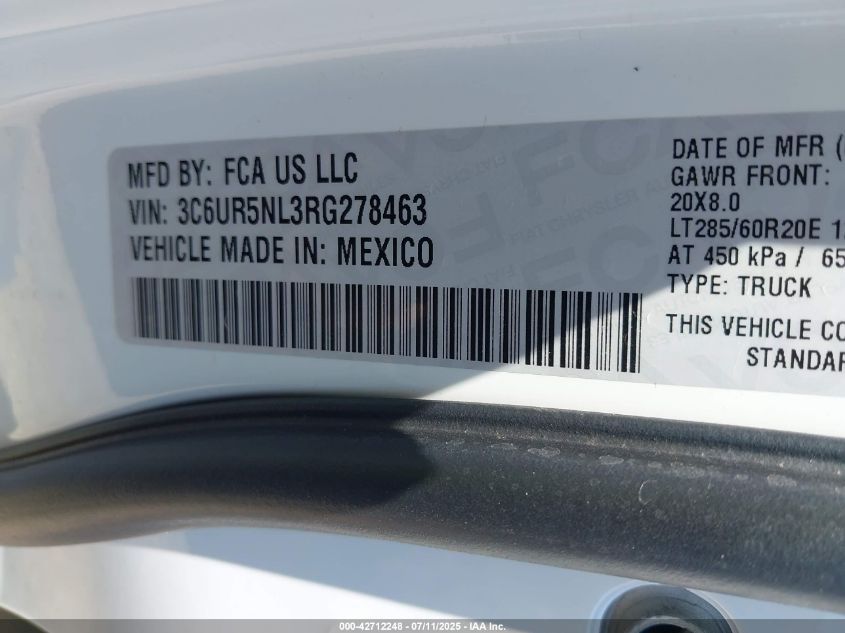 MFD BY: FCA US LLC
VIN: 3C6UR5NL3RG278463
VEHICLE MADE IN: MEXICO
DATE OF MFR (
GAWR FRONT:
20X8.0
LT285/60R20E
AT 450 kPa / 65
TYPE: TRUCK
THIS VEHICLE
STANDAR
000-42712248 - 07/11/2025 - IAA Inc.